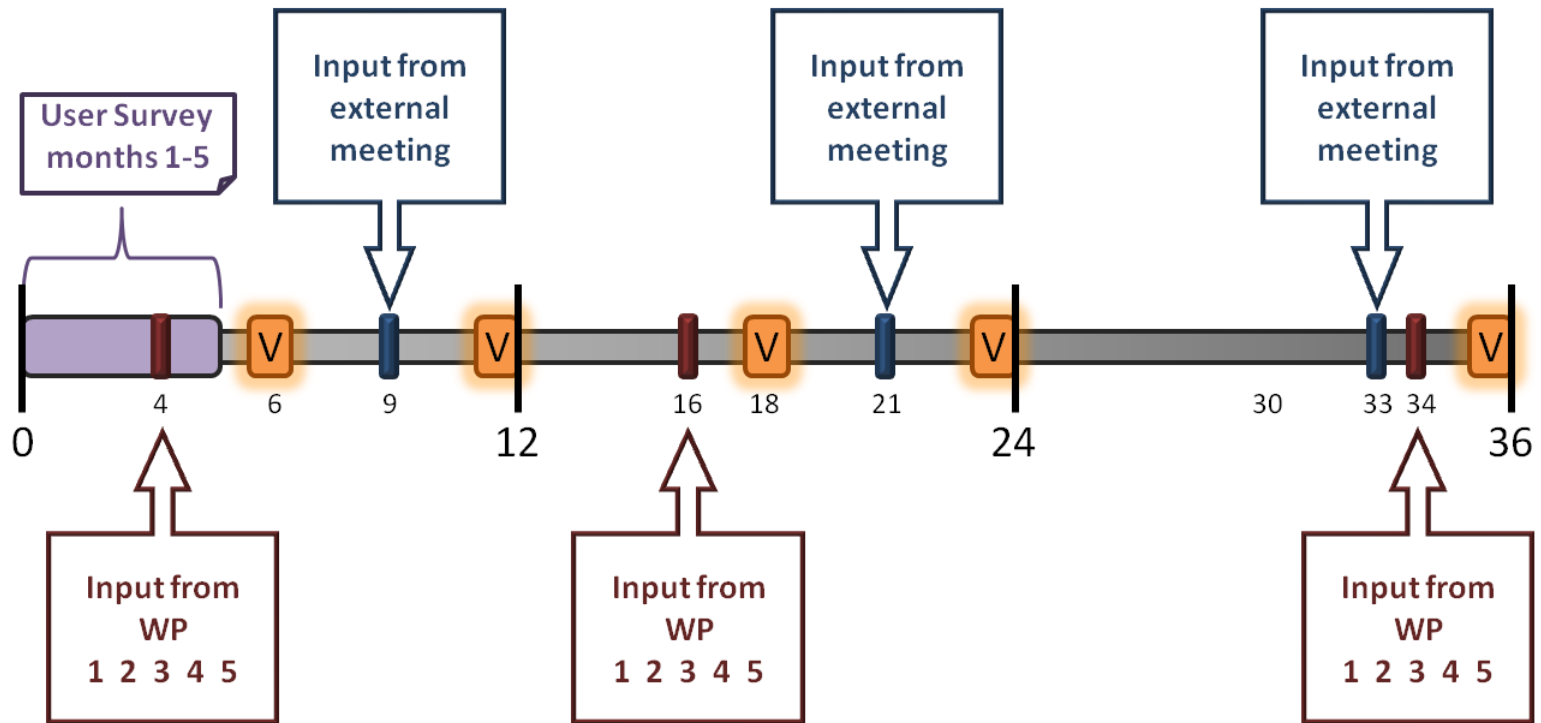 Input from
external
meeting
Input from
external
meeting
Input from
external
meeting
User Survey
months 1-5
V V V V V
4 6 9 16 18 21 30 33 34
0 12 24 36
Input from
WP
1 2 3 4 5
Input from
WP
1 2 3 4 5
Input from
WP
1 2 3 4 5